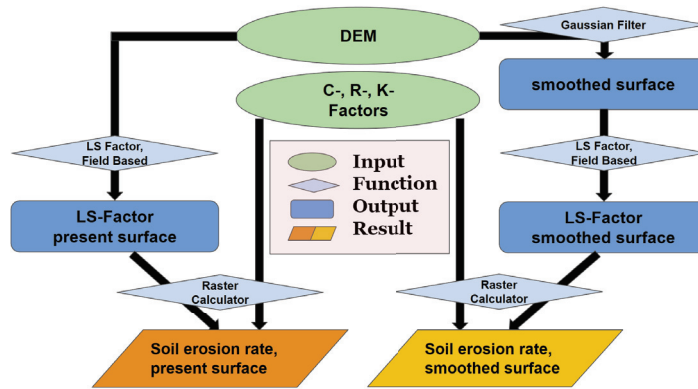 DEM
Gaussian Filter
smoothed surface
C-, R-, K-
Factors
LS Factor,
Field Based
LS Factor,
Field Based
Input
Function
Output
Result
LS-Factor
present surface
LS-Factor
smoothed surface
Raster
Calculator
Raster
Calculator
Soil erosion rate,
present surface
Soil erosion rate,
smoothed surface